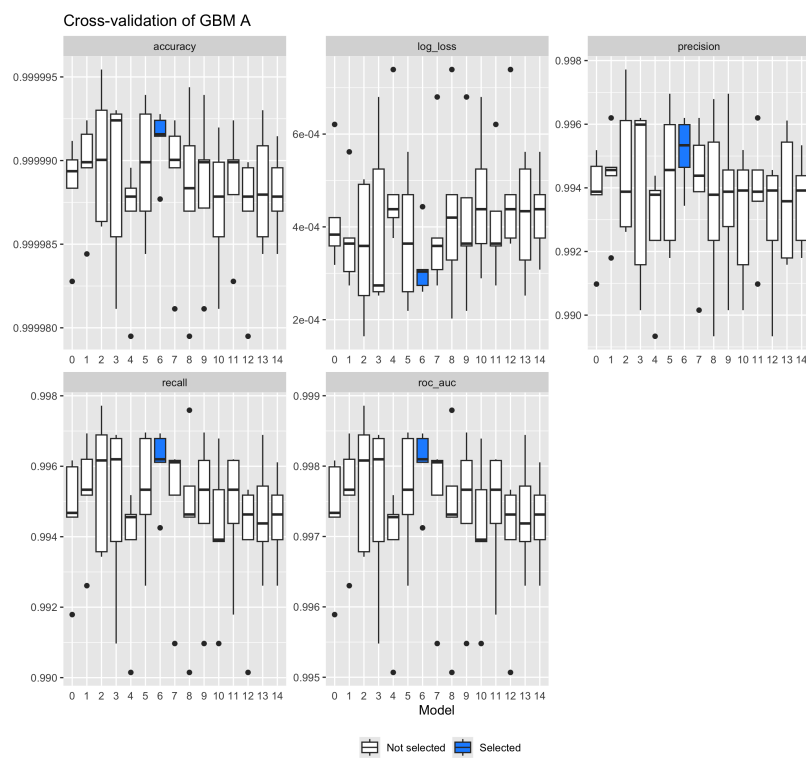 Cross-validation of GBM A
accuracy
log_loss
precision
0.999995
0.999990
0.999985
0.999980
6e-04
4e-04
2e-04
0.998
0.996
0.994
0.992
0.990
0 1 2 3 4 5 6 7 8 9 10 11 12 13 14
0 1 2 3 4 5 6 7 8 9 10 11 12 13 14
0 1 2 3 4 5 6 7 8 9 10 11 12 13 14
recall
roc_auc
0.998
0.996
0.994
0.992
0.990
0.999
0.998
0.997
0.996
0.995
0 1 2 3 4 5 6 7 8 9 10 11 12 13 14
0 1 2 3 4 5 6 7 8 9 10 11 12 13 14
Model
Not selected Selected